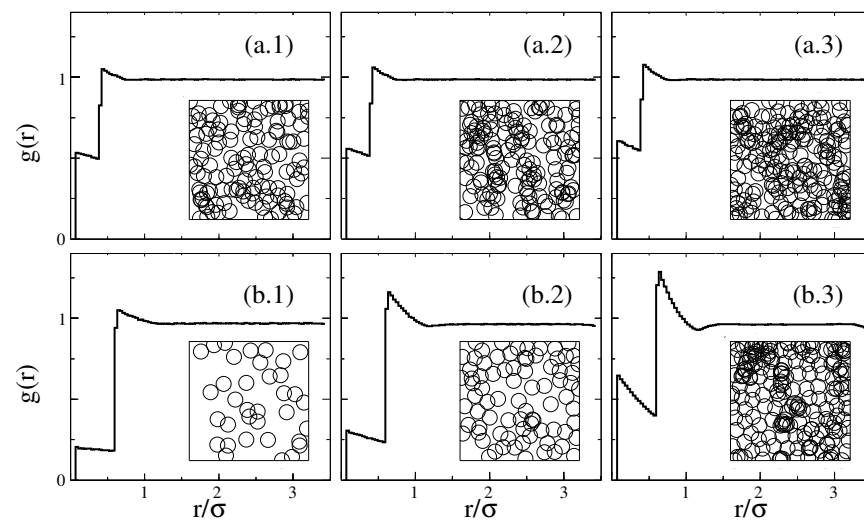 (a.1) (a.2) (a.3)
1
g(r)
0
(b.1) (b.2) (b.3)
1
g(r)
0
1 2 3 1 2 3 1 2 3
r/σ r/σ r/σ